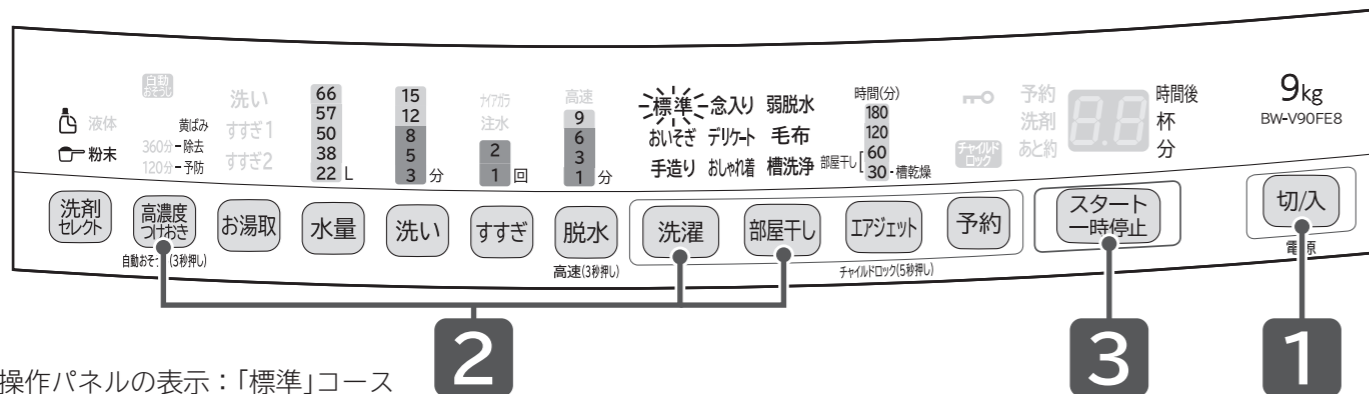 自動
おそうじ
液体
粉末
黄ばみ
360分-除去
120分-予防
洗い
すすぎ1
すすぎ2
66
57
50
38
22 L
15
12
8
5
3 分
ナイアガラ
注水
2
1 回
高速
9
6
3
1 分
標準 念入り 弱脱水
おいそぎ デリケート 毛布
手造り おしゃれ着 槽洗浄
時間(分)
180
120
部屋干し[ 60
30-槽乾燥
チャイルド
ロック
予約
洗剤
あと約
8.8
時間後
杯
分
9kg
BW-V90FE8
洗剤
セレクト
高濃度
つけおき
お湯取
水量
洗い
すすぎ
脱水
洗濯
部屋干し
エアジェット
予約
スタート
一時停止
切/入
(3秒押し)
高速(3秒押し)
チャイルドロック(5秒押し)
2
3
1
操作パネルの表示:「標準」コース